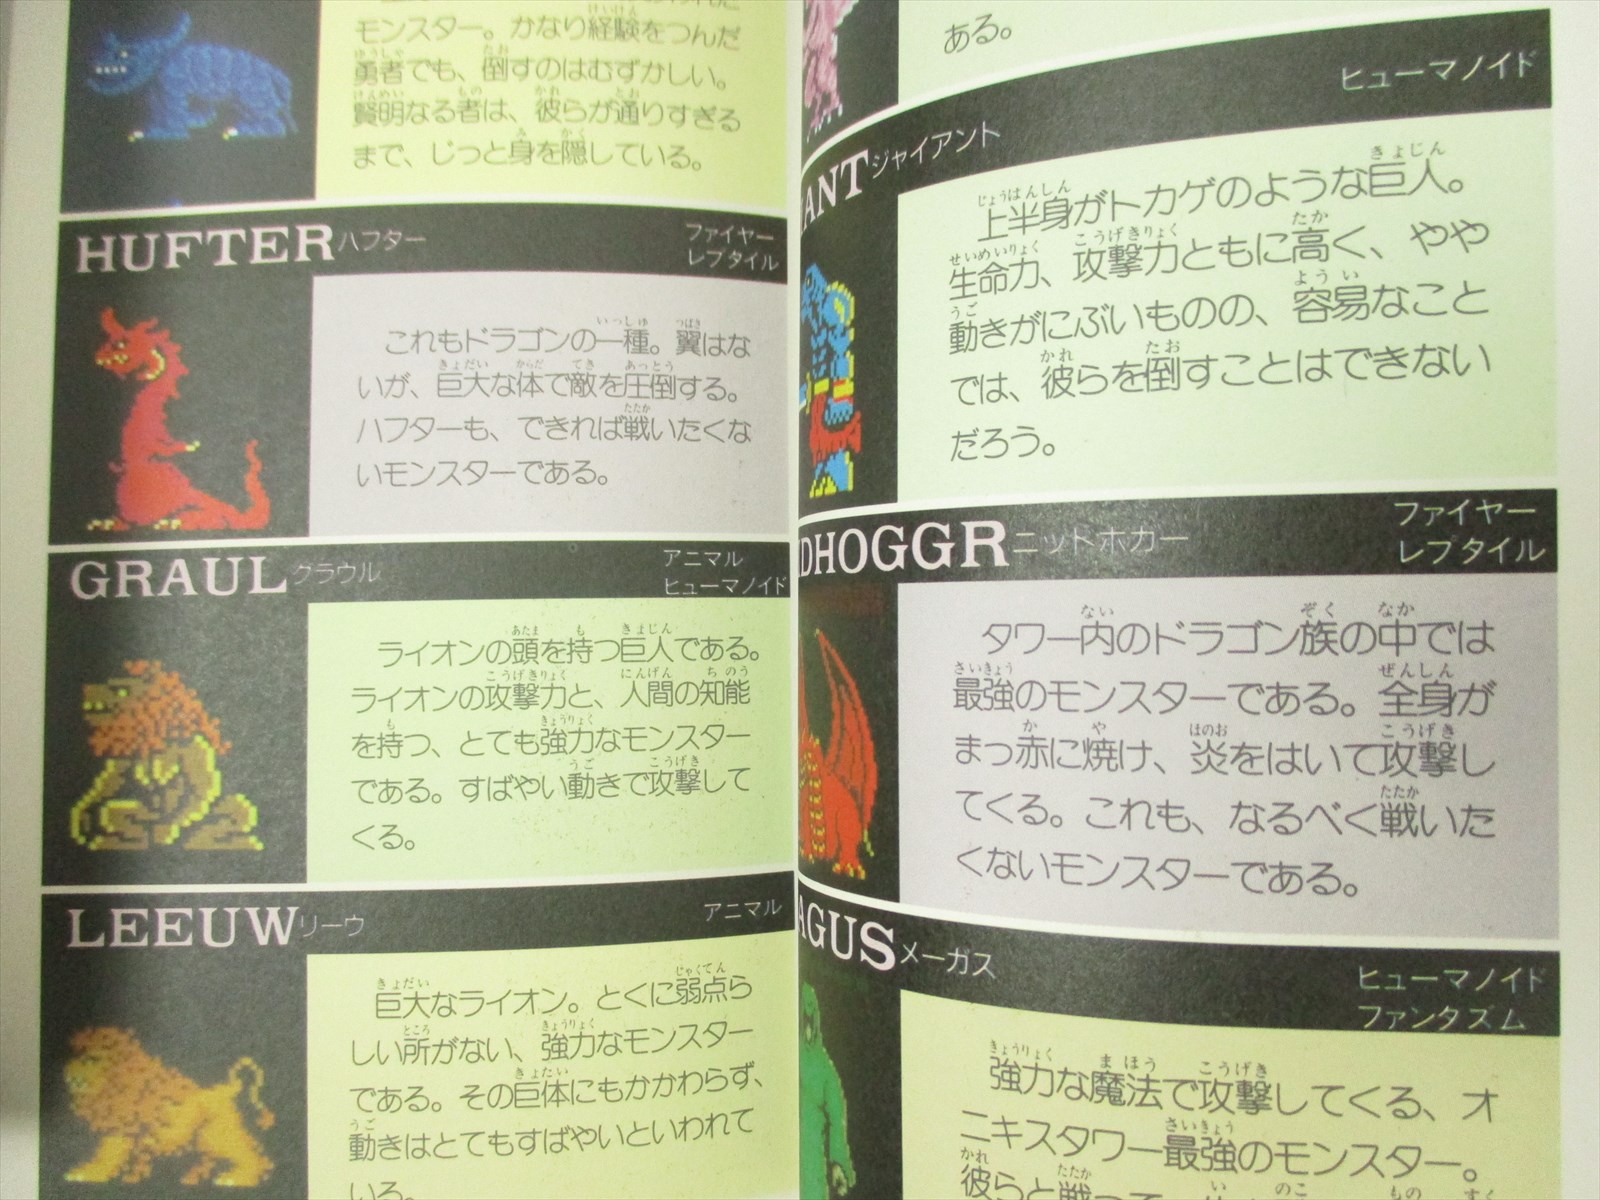 モンスター。かなり経験をつんだ
勇者でも、倒すのはむずかしい。
賢明なる者は、彼らが通りすぎる
まで、じっと身を隠している。
HUFTER ハフター
ファイヤー
レプタイル
これもドラゴンの一種。翼はな
いが、巨大な体で敵を圧倒する。
ハフターも、できれば戦いたくな
いモンスターである。
GRAUL グラウル
アニマル
ヒューマノイド
ライオンの頭を持つ巨人である。
ライオンの攻撃力と、人間の知能
を持つ、とても強力なモンスター
である。すばやい動きで攻撃して
くる。
LEEUW リーウ
アニマル
巨大なライオン。とくに弱点ら
しい所がない、強力なモンスター
である。その巨体にもかかわらず、
動きはとてもすばやいといわれて
いる。
ある。
ヒューマノイド
ANT ジャイアント
上半身がトカゲのような巨人。
生命力、攻撃力ともに高く、やや
動きがにぶいものの、容易なこと
では、彼らを倒すことはできない
だろう。
DHOGGR ニットホカー
ファイヤー
レプタイル
タワー内のドラゴン族の中では
最強のモンスターである。全身が
まっ赤に焼け、炎をはいて攻撃し
てくる。これも、なるべく戦いた
くないモンスターである。
AGUS メーガス
ヒューマノイド
ファンタズム
強力な魔法で攻撃してくる、オ
ニキスタワー最強のモンスター。
彼らと戦って